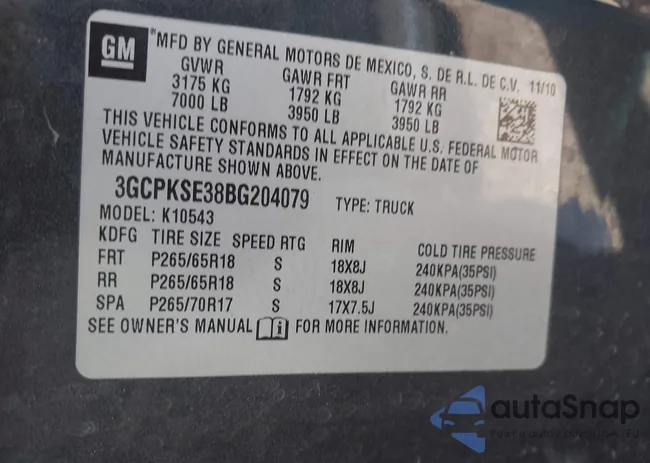 GM
"MFD BY GENERAL MOTORS DE MEXICO, S. DE R.L. DE C.V. 11/10
GVWR GAWR FRT GAWR RR
3175 KG 1792 KG 1792 KG
7000 LB 3950 LB 3950 LB
THIS VEHICLE CONFORMS TO ALL APPLICABLE U.S. FEDERAL MOTOR
VEHICLE SAFETY STANDARDS IN EFFECT ON THE DATE OF
MANUFACTURE SHOWN ABOVE.
3GCPKSE38BG204079 TYPE: TRUCK
MODEL: K10543
KDFG TIRE SIZE SPEED RTG RIM COLD TIRE PRESSURE
FRT P265/65R18 S 18X8J 240KPA(35PSI)
RR P265/65R18 S 18X8J 240KPA(35PSI)
SPA P265/70R17 S 17X7.5J 240KPA(35PSI)
SEE OWNER'S MANUAL FOR MORE INFORMATION.
autaSnap